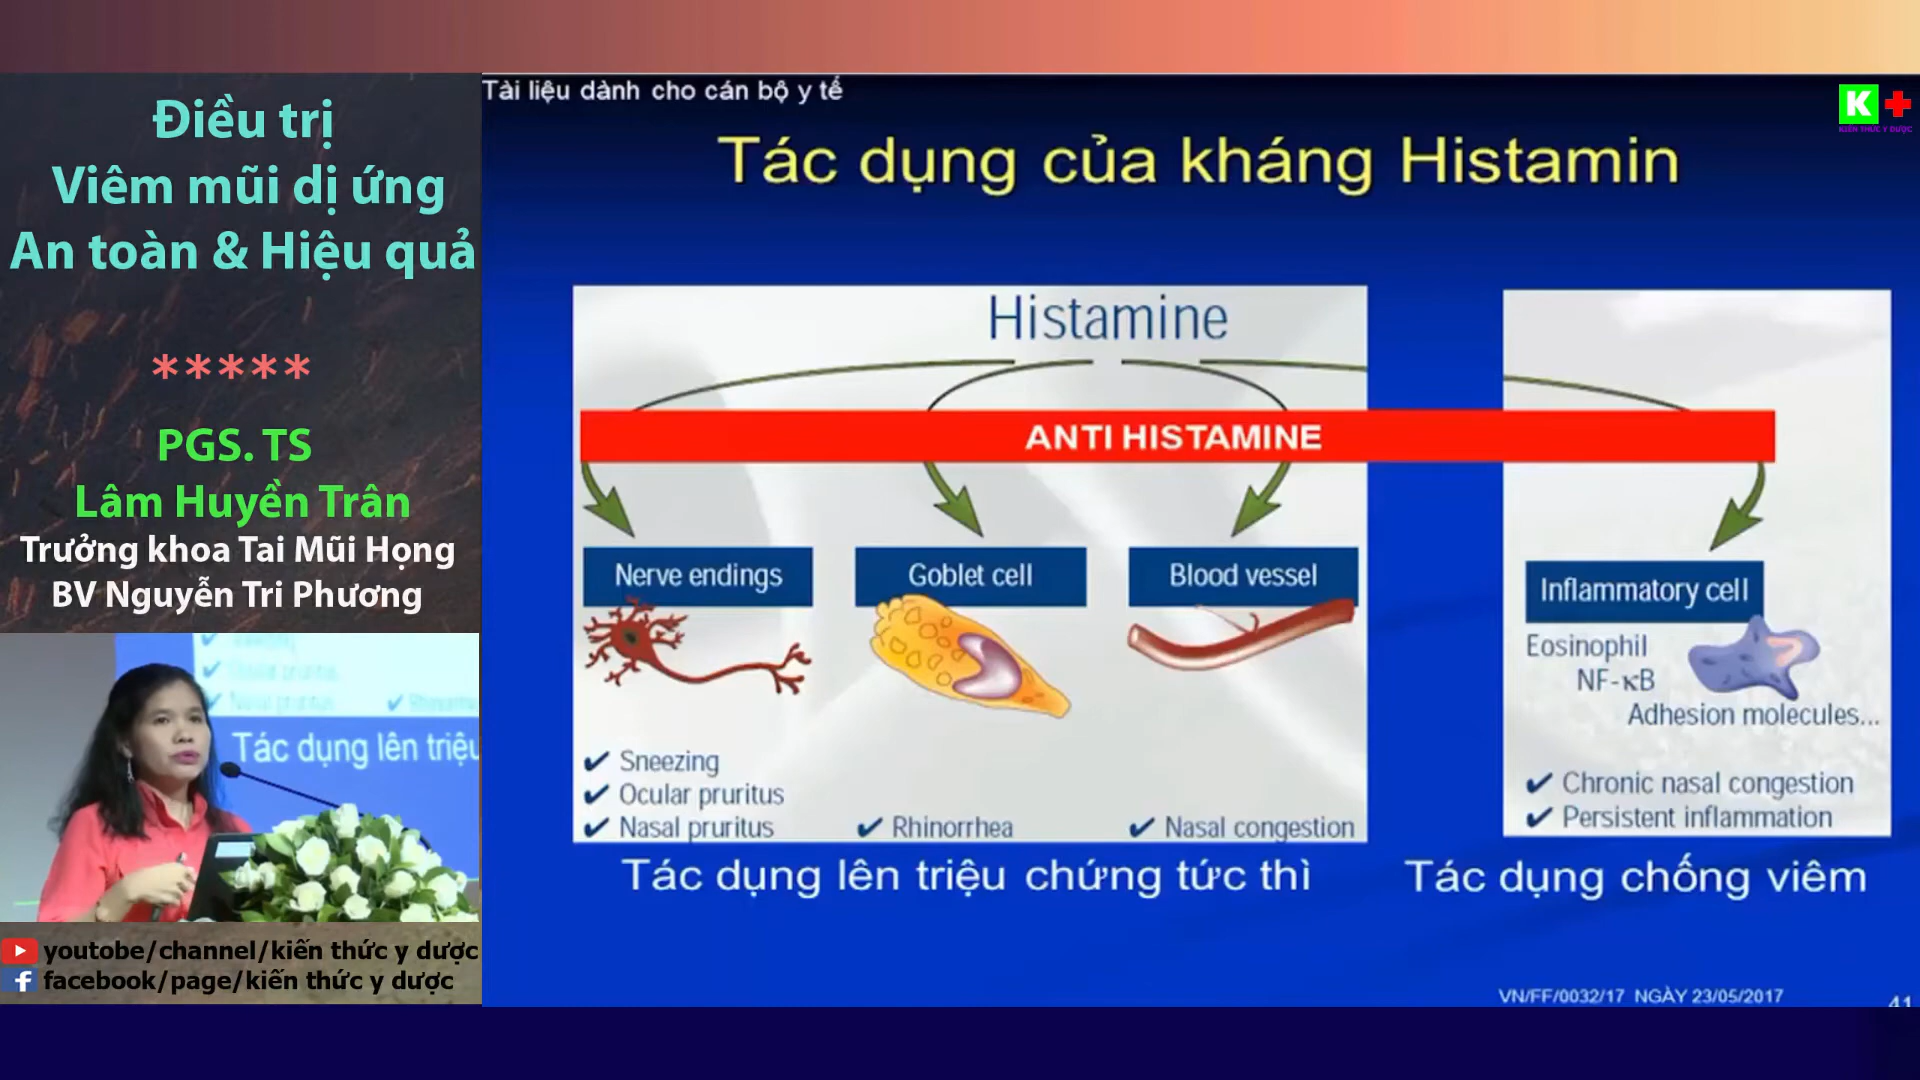 Điều trị
Viêm mũi dị ứng
An toàn & Hiệu quả
*****
PGS. TS
Lâm Huyền Trân
Trưởng khoa Tai Mũi Họng
BV Nguyễn Tri Phương
Tác dụng lên triệu
youtobe/channel/kiến thức y dược
facebook/page/kiến thức y dược
Tài liệu dành cho cán bộ y tế
K
KIẾN THỨC Y DƯỢC
Tác dụng của kháng Histamin
Histamine
ANTI HISTAMINE
Nerve endings
Goblet cell
Blood vessel
Inflammatory cell
Eosinophil
NF-κB
Adhesion molecules...
✔ Sneezing
✔ Ocular pruritus
✔ Nasal pruritus
✔ Rhinorrhea
✔ Nasal congestion
✔ Chronic nasal congestion
✔ Persistent inflammation
Tác dụng lên triệu chứng tức thì
Tác dụng chống viêm
VN/FF/0032/17 NGÀY 23/05/2017
41